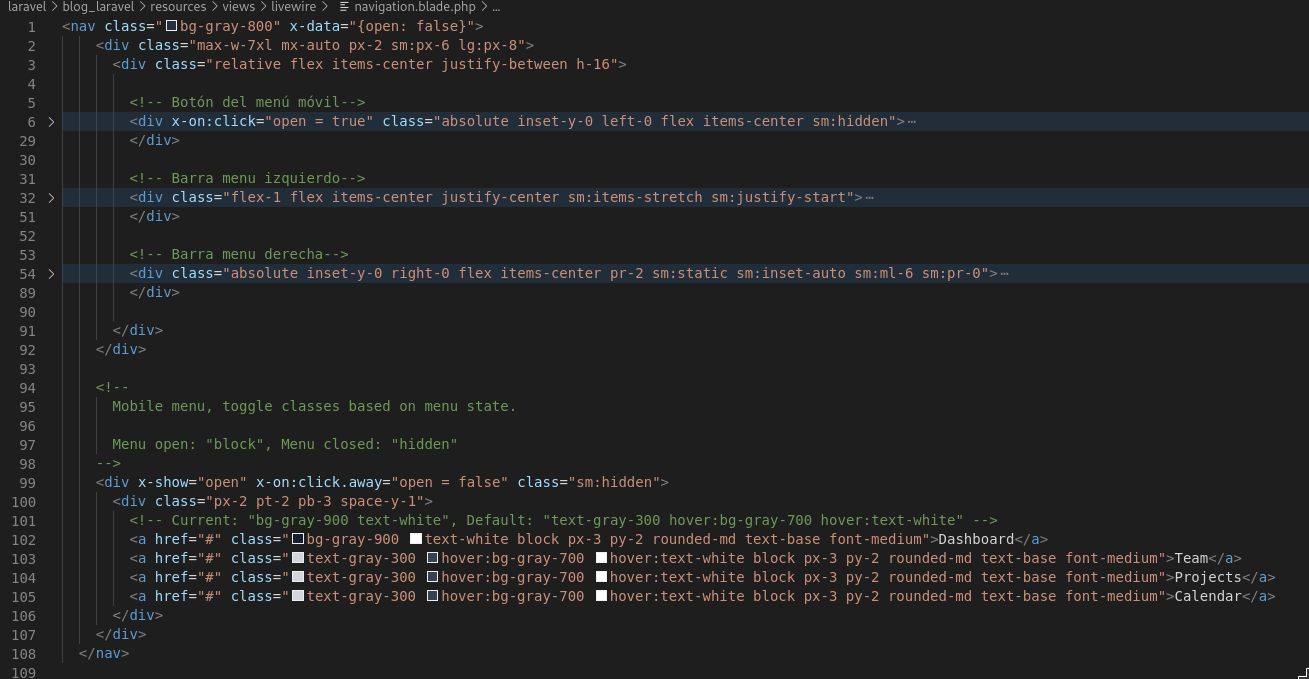 laravel > blog_laravel > resources > views > livewire > navigation.blade.php > ...
1 <nav class="bg-gray-800" x-data="{open: false}">
2 <div class="max-w-7xl mx-auto px-2 sm:px-6 lg:px-8">
3 <div class="relative flex items-center justify-between h-16">
4
5 <!-- Botón del menú móvil-->
6 <div x-on:click="open = true" class="absolute inset-y-0 left-0 flex items-center sm:hidden">…
29 </div>
30
31 <!-- Barra menu izquierdo-->
32 <div class="flex-1 flex items-center justify-center sm:items-stretch sm:justify-start">…
51 </div>
52
53 <!-- Barra menu derecha-->
54 <div class="absolute inset-y-0 right-0 flex items-center pr-2 sm:static sm:inset-auto sm:ml-6 sm:pr-0">…
89 </div>
90
91 </div>
92 </div>
93
94 <!--
95 Mobile menu, toggle classes based on menu state.
96
97 Menu open: "block", Menu closed: "hidden"
98 -->
99 <div x-show="open" x-on:click.away="open = false" class="sm:hidden">
100 <div class="px-2 pt-2 pb-3 space-y-1">
101 <!-- Current: "bg-gray-900 text-white", Default: "text-gray-300 hover:bg-gray-700 hover:text-white" -->
102 <a href="#" class="bg-gray-900 text-white block px-3 py-2 rounded-md text-base font-medium">Dashboard</a>
103 <a href="#" class="text-gray-300 hover:bg-gray-700 hover:text-white block px-3 py-2 rounded-md text-base font-medium">Team</a>
104 <a href="#" class="text-gray-300 hover:bg-gray-700 hover:text-white block px-3 py-2 rounded-md text-base font-medium">Projects</a>
105 <a href="#" class="text-gray-300 hover:bg-gray-700 hover:text-white block px-3 py-2 rounded-md text-base font-medium">Calendar</a>
106 </div>
107 </div>
108 </nav>
109